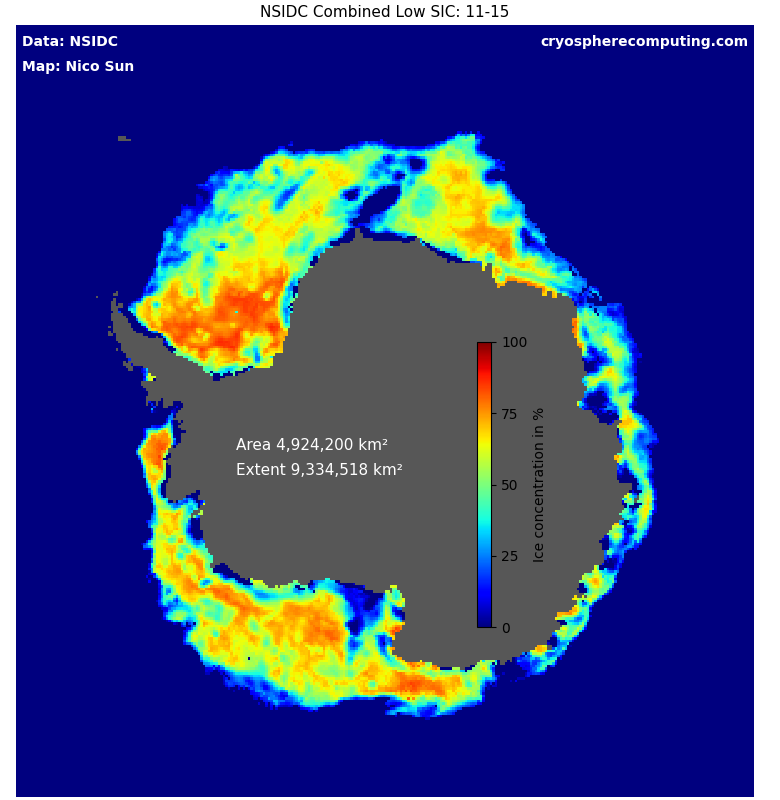 NSIDC Combined Low SIC: 11-15
Data: NSIDC
cryospherecomputing.com
Map: Nico Sun
Area 4,924,200 km²
Extent 9,334,518 km²
100
75
50
25
0
Ice concentration in %